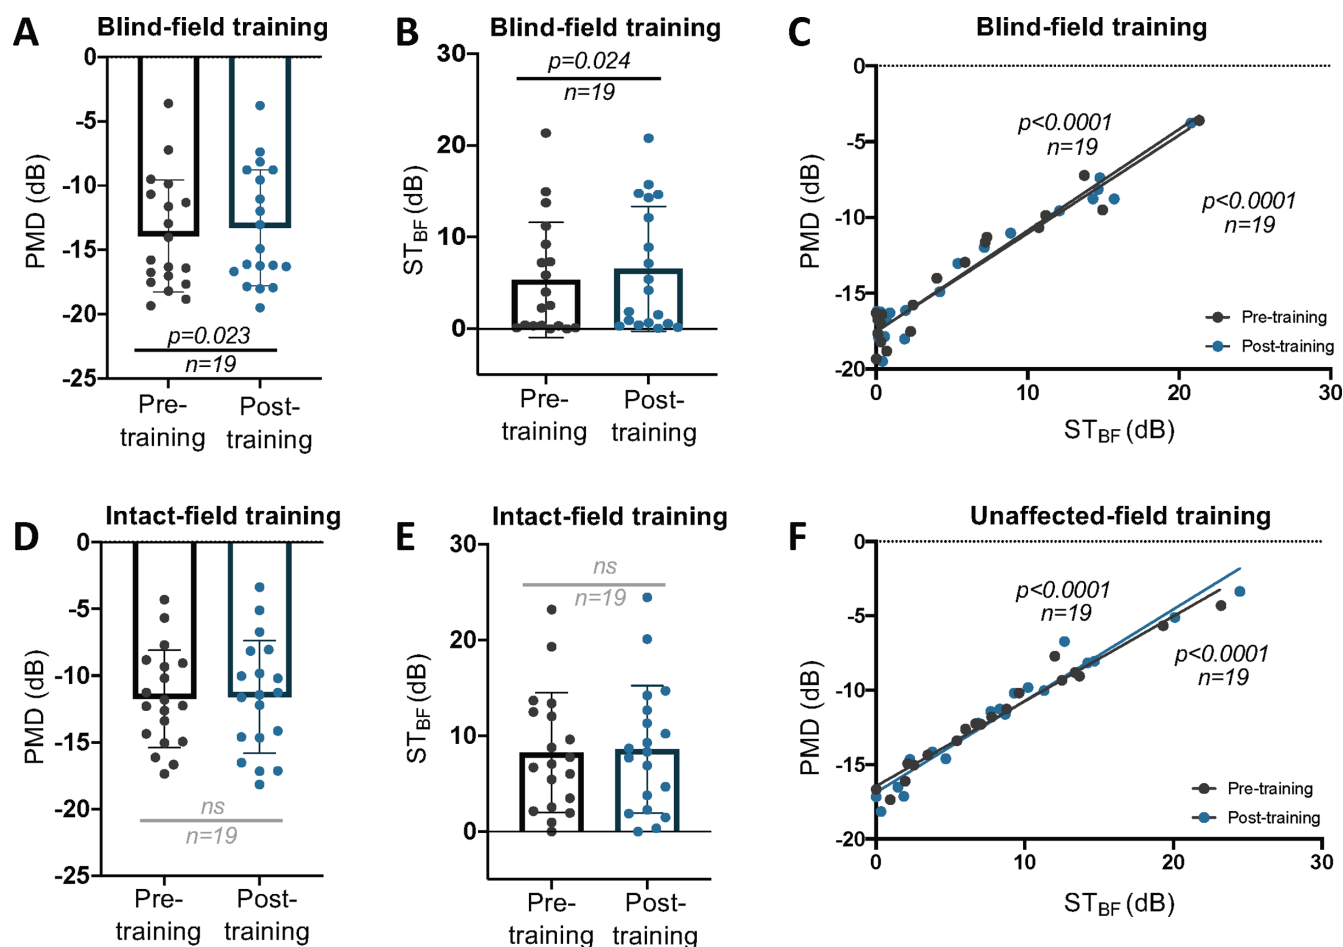 A
Blind-field training
PMD (dB)
0
-5
-10
-15
-20
-25
p=0.023
n=19
Pre-
training
Post-
training
B
Blind-field training
STBF (dB)
30
20
10
0
p=0.024
n=19
Pre-
training
Post-
training
C
Blind-field training
PMD (dB)
0
-5
-10
-15
-20
p<0.0001
n=19
p<0.0001
n=19
Pre-training
Post-training
0
10
20
30
STBF (dB)
D
Intact-field training
PMD (dB)
0
-5
-10
-15
-20
-25
ns
n=19
Pre-
training
Post-
training
E
Intact-field training
STBF (dB)
30
20
10
0
ns
n=19
Pre-
training
Post-
training
F
Unaffected-field training
PMD (dB)
0
-5
-10
-15
-20
p<0.0001
n=19
p<0.0001
n=19
Pre-training
Post-training
0
10
20
30
STBF (dB)